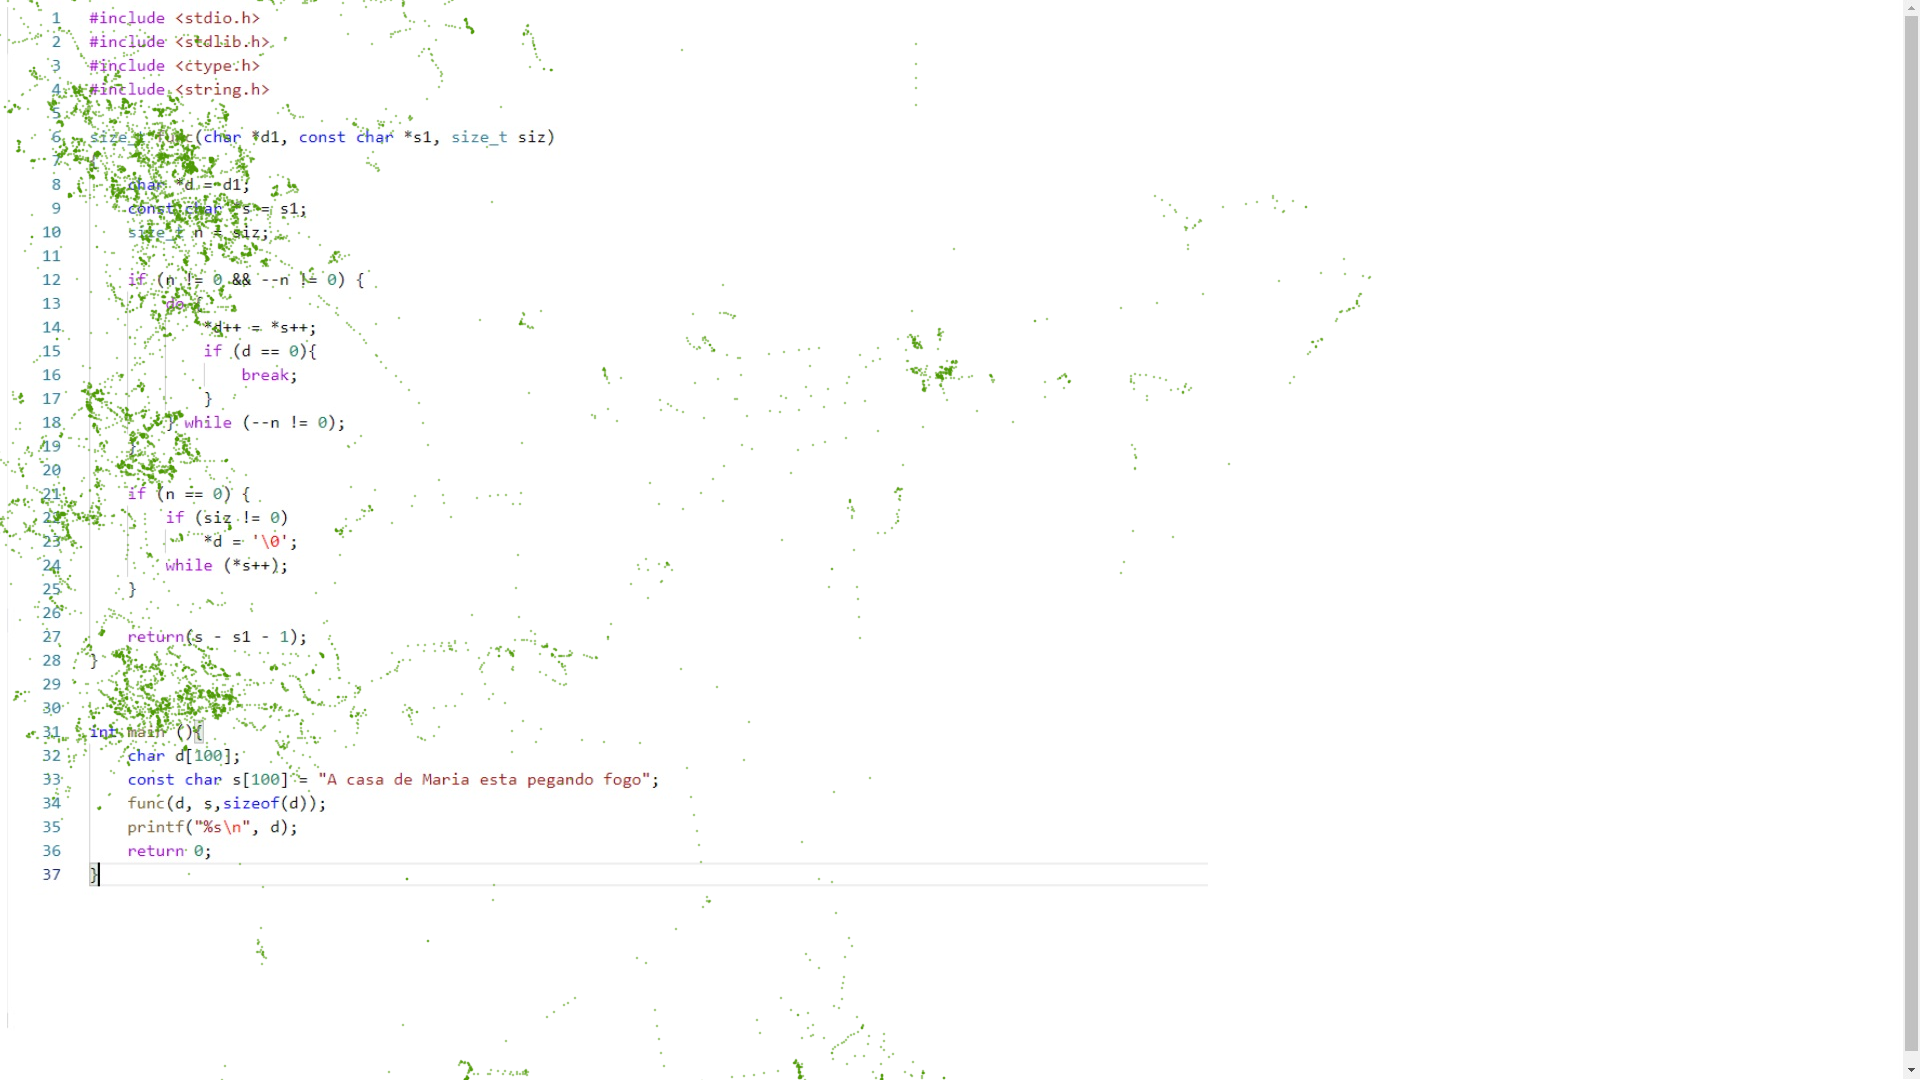 1 #include <stdio.h>
2 #include <stdlib.h>
3 #include <ctype.h>
4 #include <string.h>
5
6 size_t func(char *d1, const char *s1, size_t siz)
7 {
8 char *d = d1;
9 const char *s = s1;
10 size_t n = siz;
11
12 if (n != 0 && --n != 0) {
13 do {
14 *d++ = *s++;
15 if (d == 0){
16 break;
17 }
18 } while (--n != 0);
19 }
20
21 if (n == 0) {
22 if (siz != 0)
23 *d = '\0';
24 while (*s++);
25 }
26
27 return(s - s1 - 1);
28 }
29
30
31 int main (){
32 char d[100];
33 const char s[100] = "A casa de Maria esta pegando fogo";
34 func(d, s,sizeof(d));
35 printf("%s\n", d);
36 return 0;
37 }